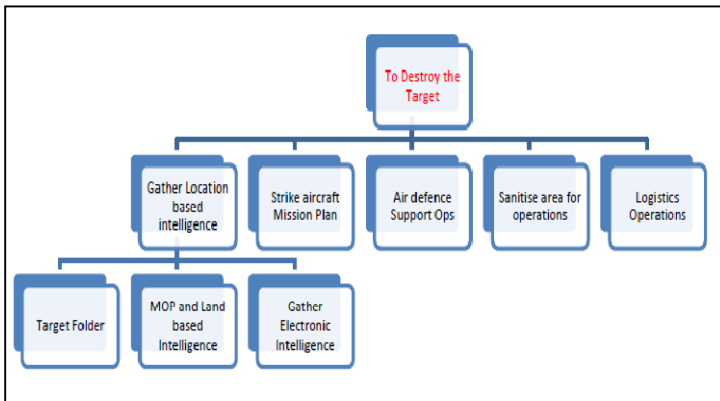 To Destroy the
Target
Gather Location
based
intelligence
Strike aircraft
Mission Plan
Air defence
Support Ops
Sanitise area for
operations
Logistics
Operations
Target Folder
MOP and Land
based
Intelligence
Gather
Electronic
Intelligence